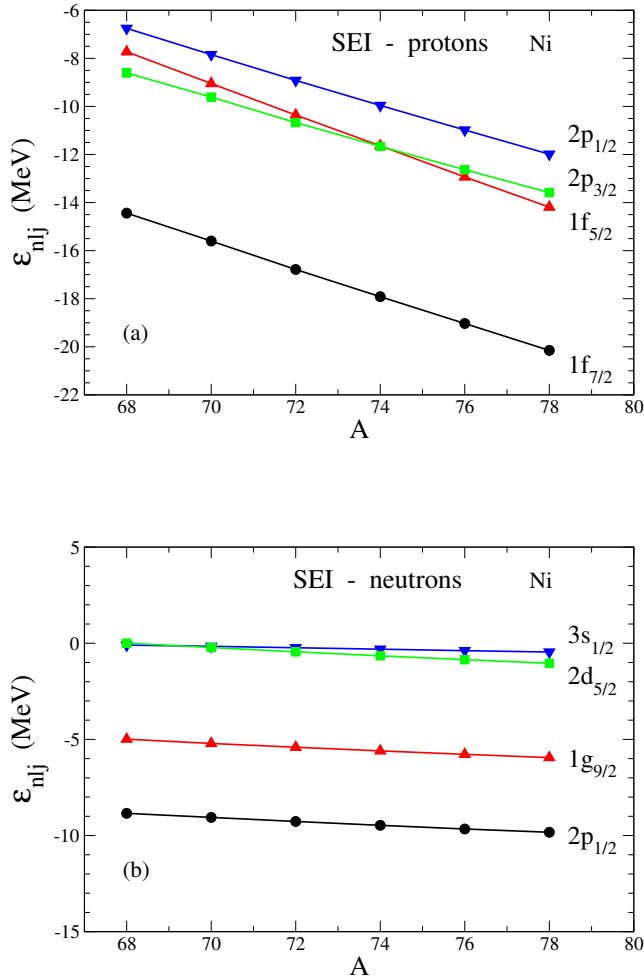 SEI - protons Ni
-6
-8
-10
-12
-14
-16
-18
-20
-22
ε_nlj (MeV)
2p_1/2
2p_3/2
1f_5/2
1f_7/2
(a)
68 70 72 74 76 78 80
A
SEI - neutrons Ni
5
0
-5
-10
-15
ε_nlj (MeV)
3s_1/2
2d_5/2
1g_9/2
2p_1/2
(b)
68 70 72 74 76 78 80
A